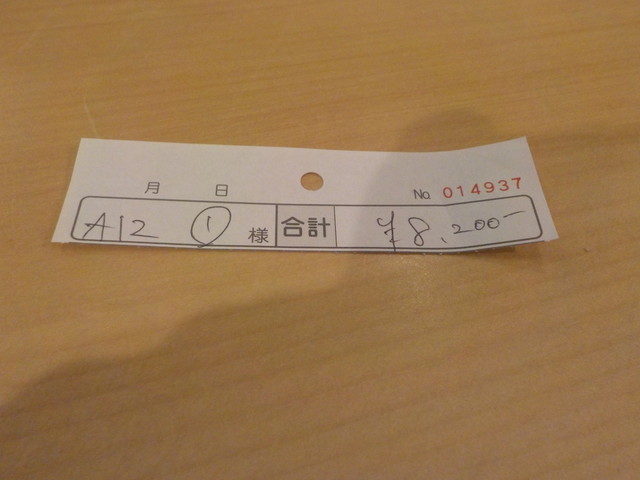 月 日 No. 014937
A12 ① 様 合計 ¥8,200-